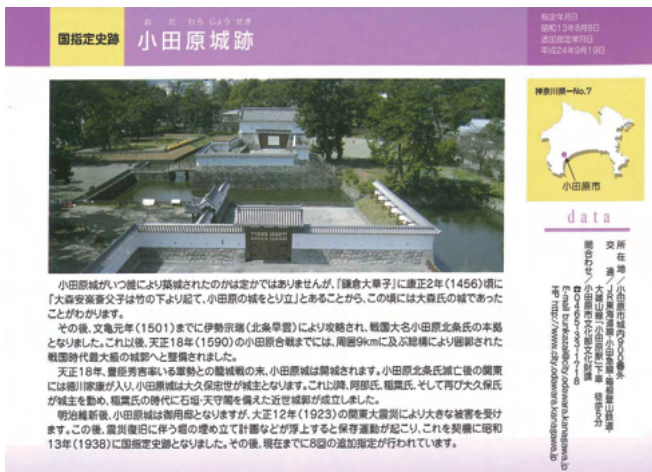 国指定史跡
お だ わら じょう せき
小田原城跡
指定年月日
昭和13年8月8日
追加指定年月日
平成24年9月19日
神奈川県ーNo.7
小田原市
data
所在地／小田原市城内900番外
交 通／JR東海道線・小田急線・箱根登山鉄道・
大雄山線「小田原駅」下車 徒歩5分
問合わせ／小田原市文化部文化財課
☎0465-33-1718
E-mail bunkazai@city.odawara.kanagawa.jp
HP http://www.city.odawara.kanagawa.jp
小田原城がいつ誰により築城されたのかは定かではありませんが、『鎌倉大草子』に康正2年（1456）頃に
「大森安楽斎父子は竹の下より起て、小田原の城をとり立」とあることから、この頃には大森氏の城であった
ことがわかります。
その後、文亀元年（1501）までに伊勢宗瑞（北条早雲）により攻略され、戦国大名小田原北条氏の本拠
となりました。これ以後、天正18年（1590）の小田原合戦までには、周囲9kmに及ぶ総構により囲郭された
戦国時代最大級の城郭へと整備されました。
天正18年、豊臣秀吉率いる軍勢との籠城戦の末、小田原城は開城されます。小田原北条氏滅亡後の関東
には徳川家康が入り、小田原城は大久保忠世が城主となります。これ以降、阿部氏、稲葉氏、そして再び大久保氏
が城主を勤め、稲葉氏の時代に石垣・天守閣を備えた近世城郭が成立しました。
明治維新後、小田原城は御用邸となりますが、大正12年（1923）の関東大震災により大きな被害を受け
ます。この後、震災復旧に伴う堀の埋め立て計画などが浮上すると保存運動が起こり、これを契機に昭和
13年（1938）に国指定史跡となりました。その後、現在までに8回の追加指定が行われています。